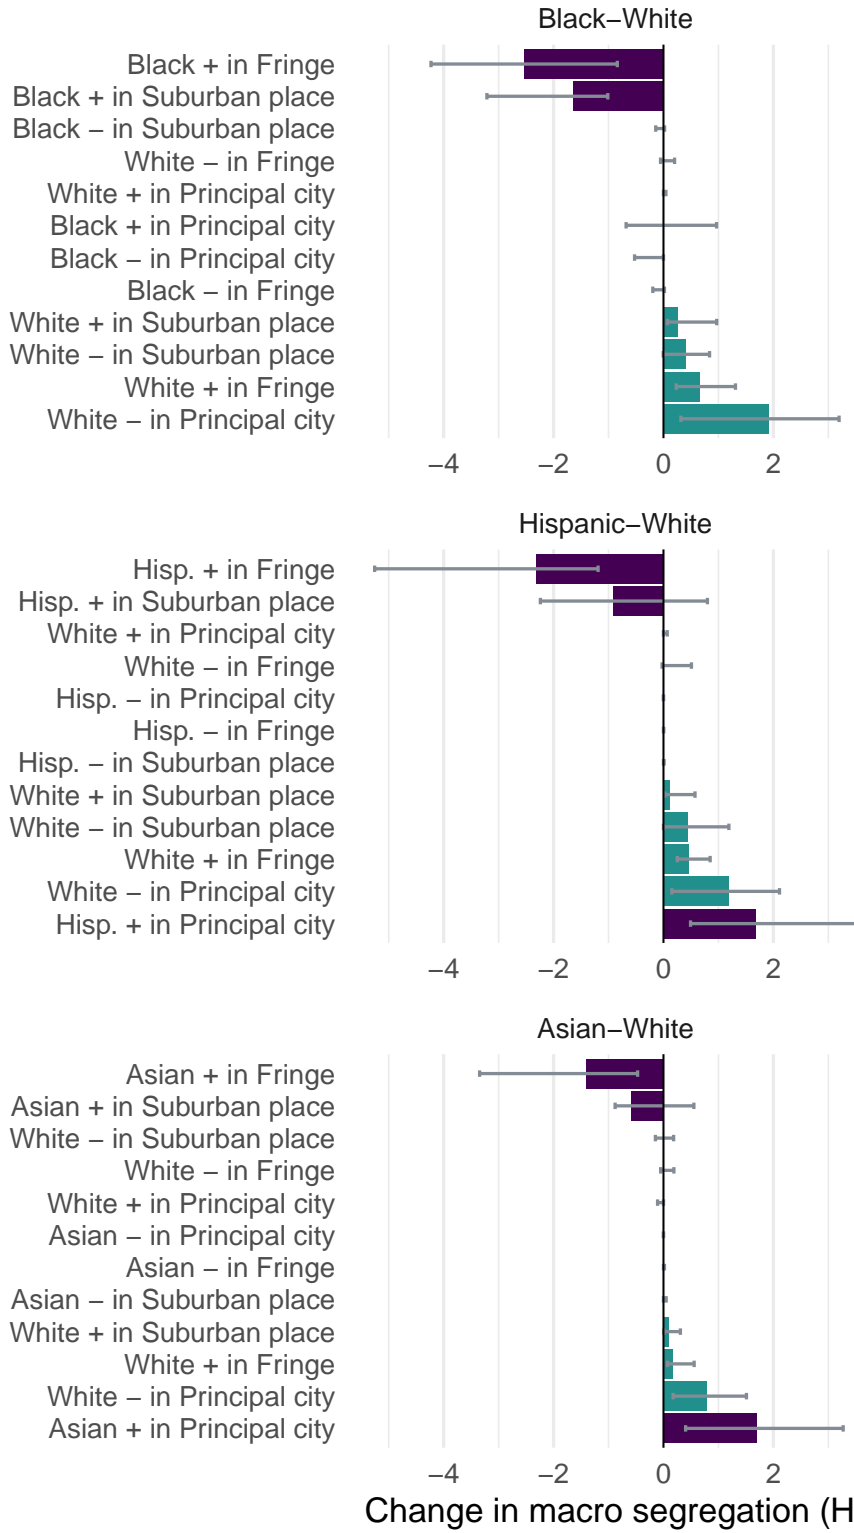 Black−White
Black + in Fringe
Black + in Suburban place
Black − in Suburban place
White − in Fringe
White + in Principal city
Black + in Principal city
Black − in Principal city
Black − in Fringe
White + in Suburban place
White − in Suburban place
White + in Fringe
White − in Principal city
−4 −2 0 2
Hispanic−White
Hisp. + in Fringe
Hisp. + in Suburban place
White + in Principal city
White − in Fringe
Hisp. − in Principal city
Hisp. − in Fringe
Hisp. − in Suburban place
White + in Suburban place
White − in Suburban place
White + in Fringe
White − in Principal city
Hisp. + in Principal city
−4 −2 0 2
Asian−White
Asian + in Fringe
Asian + in Suburban place
White − in Suburban place
White − in Fringe
White + in Principal city
Asian − in Principal city
Asian − in Fringe
Asian − in Suburban place
White + in Suburban place
White + in Fringe
White − in Principal city
Asian + in Principal city
−4 −2 0 2
Change in macro segregation (H